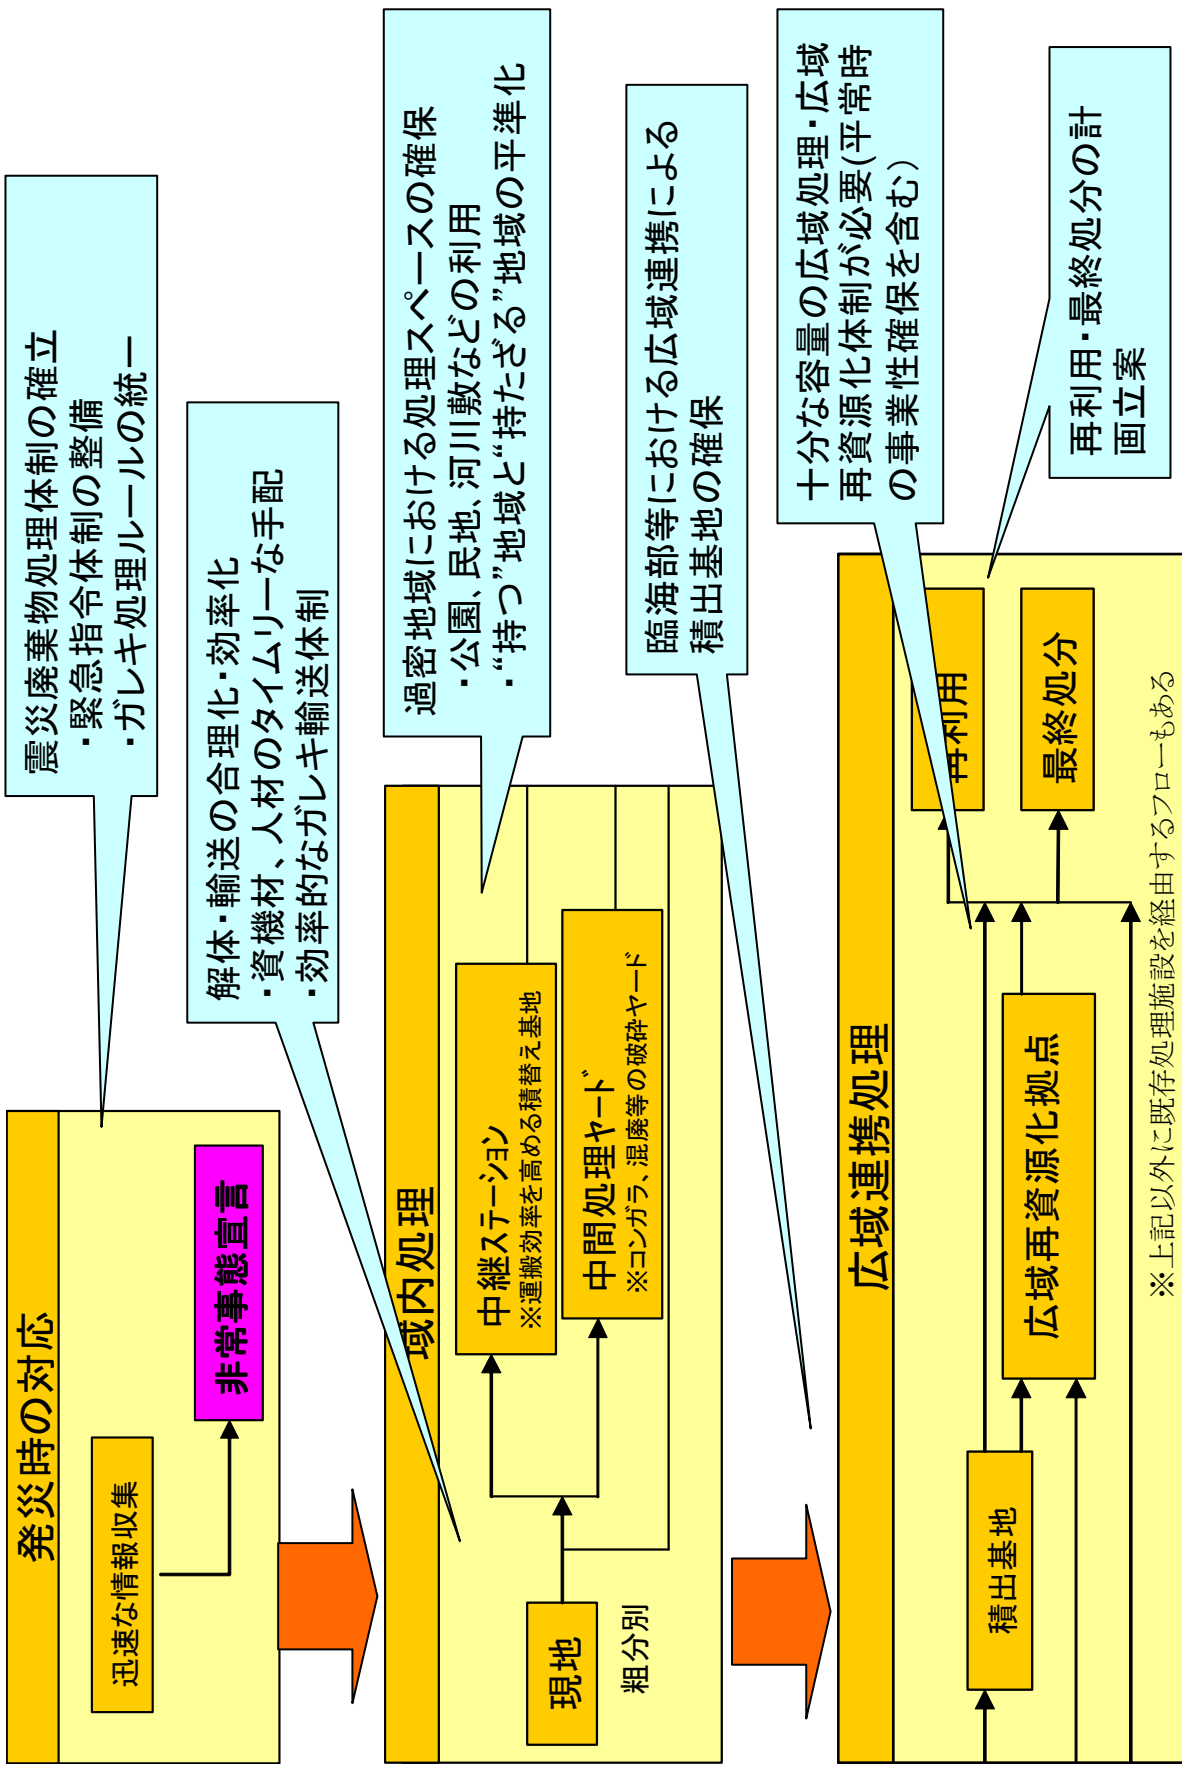 発災時の対応
迅速な情報収集
非常事態宣言
震災廃棄物処理体制の確立
・緊急指令体制の整備
・ガレキ処理ルールの統一
解体・輸送の合理化・効率化
・資機材、人材のタイムリーな手配
・効率的なガレキ輸送体制
域内処理
現地
粗分別
中継ステーション
※運搬効率を高める積替え基地
中間処理ヤード
※コンガラ、混廃等の破砕ヤード
過密地域における処理スペースの確保
・公園、民地、河川敷などの利用
・“持つ”地域と“持たざる”地域の平準化
臨海部等における広域連携による
積出基地の確保
広域連携処理
積出基地
広域再資源化拠点
再利用
最終処分
十分な容量の広域処理・広域
再資源化体制が必要(平常時
の事業性確保を含む)
再利用・最終処分の計
画立案
※上記以外に既存処理施設を経由するフローもある